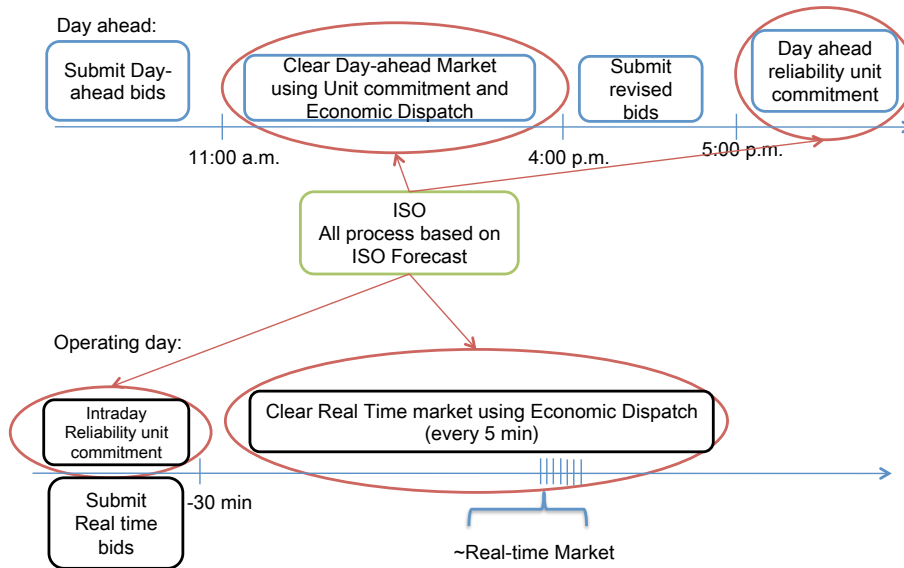 Day ahead:
Submit Day-
ahead bids
Clear Day-ahead Market
using Unit commitment and
Economic Dispatch
Submit
revised
bids
Day ahead
reliability unit
commitment
11:00 a.m.
4:00 p.m.
5:00 p.m.
ISO
All process based on
ISO Forecast
Operating day:
Intraday
Reliability unit
commitment
Clear Real Time market using Economic Dispatch
(every 5 min)
Submit
Real time
bids
-30 min
~Real-time Market